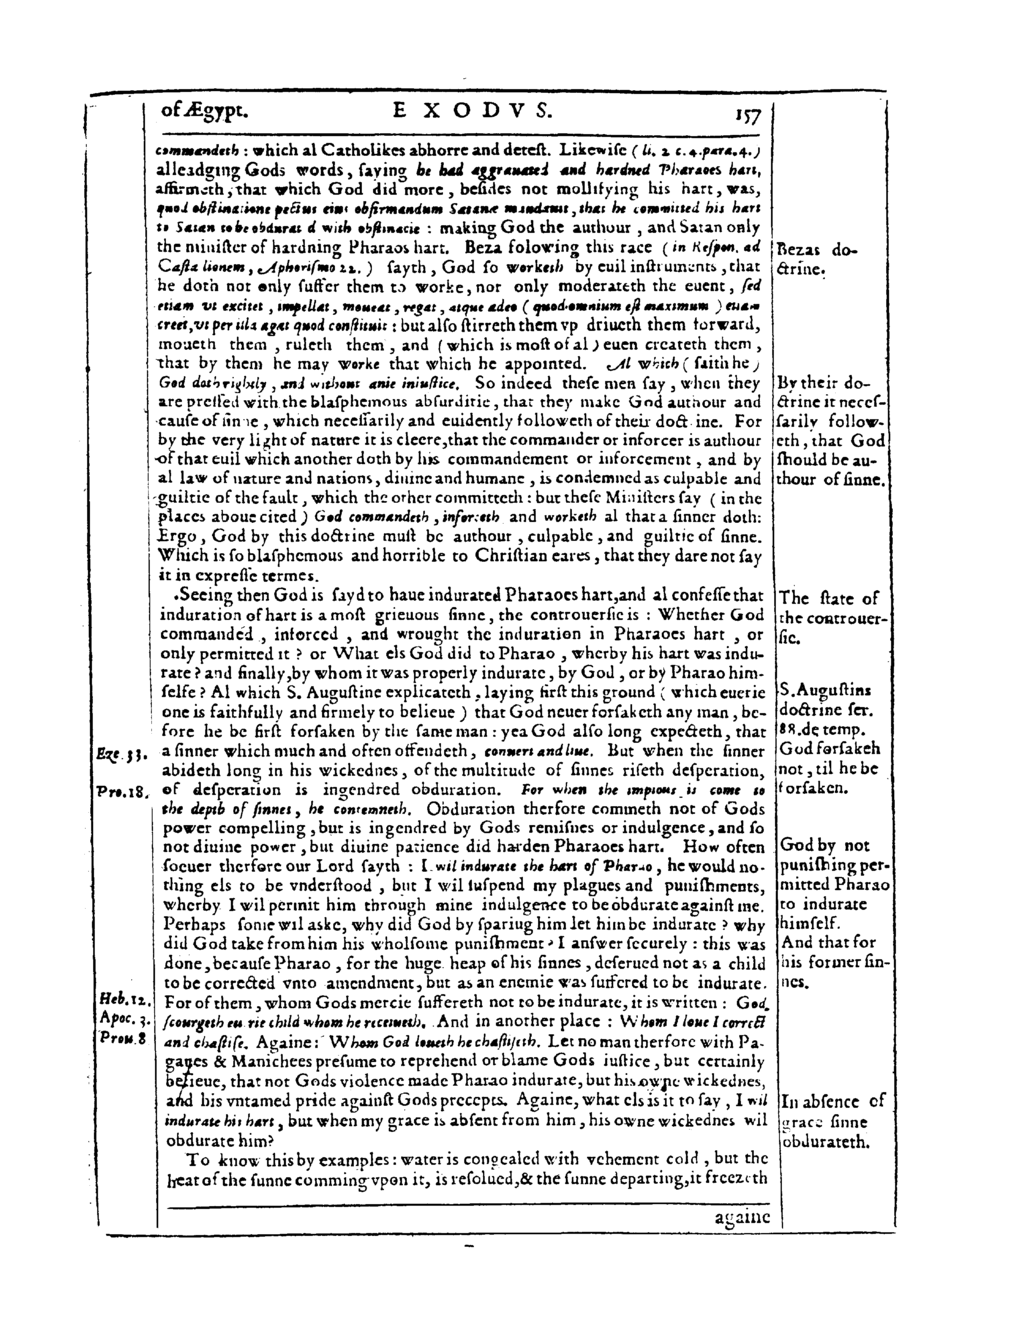 of Ægypt. EXODVS. 157
commandeth : which al Catholikes abhorre and detest. Likewise ( li. 2 c. 4. para. 4. )
alleadging Gods words, saying he had aggrauated and hardned Pharaoes hart,
affirmeth, that which God did more, besides not mollifying his hart, was,
quod obstinatione pectus eius obfirmandum Satanæ mandauit, that he committed his hart
to Satan to be obdurat d with obstinacie : making God the authour, and Satan only
the minister of hardning Pharaos hart. Beza folowing this race ( in Respon. ad
Castalionem, Aphorismo 22. ) sayth, God so worketh by euil instruments, that
he doth not only suffer them to worke, nor only moderateth the euent, sed
etiam vt excitet, impellat, moueat, regat, atque adeo ( quod omnium est maximum ) etiam
creet, vt per illa agat quod constituit : but also stirreth them vp driueth them forward,
moueth them, ruleth them, and ( which is most of al ) euen createth them,
that by them he may worke that which he appointed. Al which ( saith he )
God doth rightly, and without anie iniustice. So indeed these men say, when they
are pressed with the blasphemous absurditie, that they make God authour and
cause of sinne, which necessarily and euidently followeth of their doct ine. For
by the very light of nature it is cleere, that the commander or inforcer is authour
of that euil which another doth by his commandement or inforcement, and by
al law of nature and nations, diuine and humane, is condemned as culpable and
guiltie of the fault, which the other committeth : but these Ministers say ( in the
places aboue cited ) God commandeth, inforceth and worketh al that a sinner doth:
Ergo, God by this doctrine must be authour, culpable, and guiltie of sinne.
Which is so blasphemous and horrible to Christian eares, that they dare not say
it in expresse termes.
Seeing then God is sayd to haue indurated Pharaoes hart, and al confesse that
induration of hart is a most grieuous sinne, the controuersie is : Whether God
commanded, inforced, and wrought the induration in Pharaoes hart, or
only permitted it ? or What els God did to Pharao, wherby his hart was indu-
rate ? and finally, by whom it was properly indurate, by God, or by Pharao him-
selfe ? Al which S. Augustine explicateth, laying first this ground ( which euerie
one is faithfully and firmely to belieue ) that God neuer forsaketh any man, be-
fore he be first forsaken by the same man : yea God also long expecteth, that
a sinner which much and often offendeth, conuert and liue. But when the sinner
abideth long in his wickednes, of the multitude of sinnes riseth desperation,
of desperation is ingendred obduration. For when the impious is come to
the depth of sinnes, he contemneth. Obduration therfore commeth not of Gods
power compelling, but is ingendred by Gods remisnes or indulgence, and so
not diuine power, but diuine patience did harden Pharaoes hart. How often
soeuer therfore our Lord sayth : I wil indurate the hart of Pharao, he would no-
thing els to be vnderstood, but I wil suspend my plagues and punishments,
wherby I wil permit him through mine indulgence to be obdurate against me.
Perhaps some wil aske, why did God by sparing him let him be indurate ? why
did God take from him his wholsome punishment ? I answer securely : this was
done, because Pharao, for the huge heap of his sinnes, deserued not as a child
to be corrected vnto amendment, but as an enemie was suffered to be indurate.
For of them, whom Gods mercie suffereth not to be indurate, it is written : God
scourgeth eu rie child whom he receiueth. And in another place : Whom I loue I correct
and chastise. Againe : Whom God loueth he chastiseth. Let no man therfore with Pa-
ganes & Manichees presume to reprehend or blame Gods iustice, but certainly
belieue, that not Gods violence made Pharao indurate, but his owne wickednes,
and his vntamed pride against Gods precepts. Againe, what els is it to say, I wil
indurate his hart, but when my grace is absent from him, his owne wickednes wil
obdurate him?
To know this by examples : water is congealed with vehement cold, but the
heat of the sunne comming vpon it, is resolued, & the sunne departing, it freezeth
againe
Bezas do-
ctrine.
By their do-
ctrine it neces-
sarily follow-
eth, that God
should be au-
thour of sinne.
The state of
the controuer-
sie.
S. Augustins
doctrine ser.
88. de temp.
God forsaketh
not, til he be
forsaken.
God by not
punishing per-
mitted Pharao
to indurate
himself.
And that for
his former sin-
nes.
In absence of
grace sinne
obdurateth.
Eze. 33.
Pro. 18.
Heb. 12.
Apoc. 3.
Prou. 8